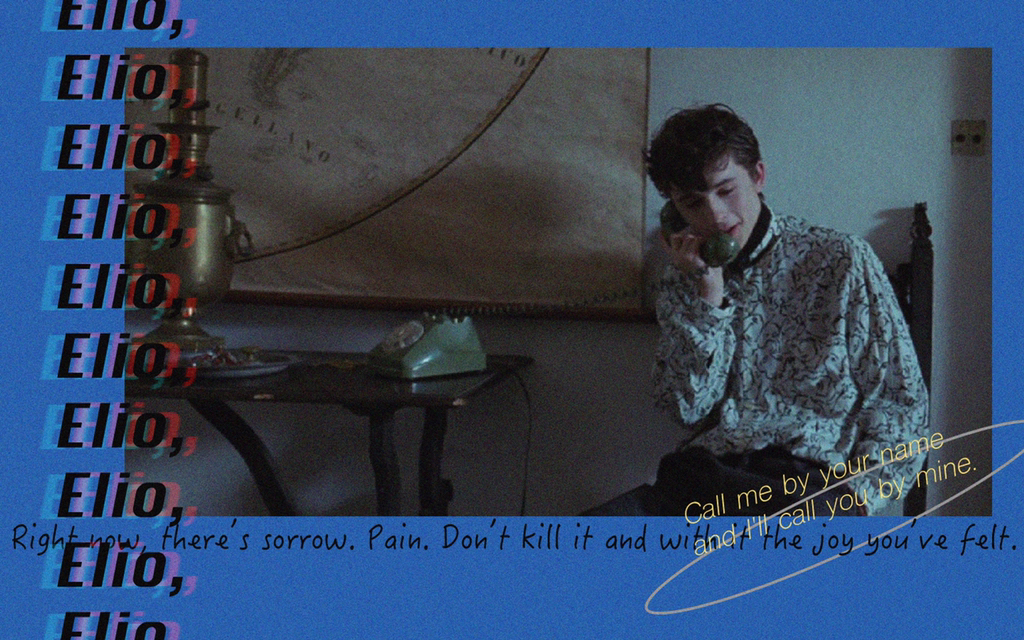 Elio,
Elio,
Elio,
Elio,
Elio,
Elio,
Elio,
Elio,
Elio,
Elio,
Call me by your name
and I'll call you by mine.
Right now, there's sorrow. Pain. Don't kill it and with it the joy you've felt.